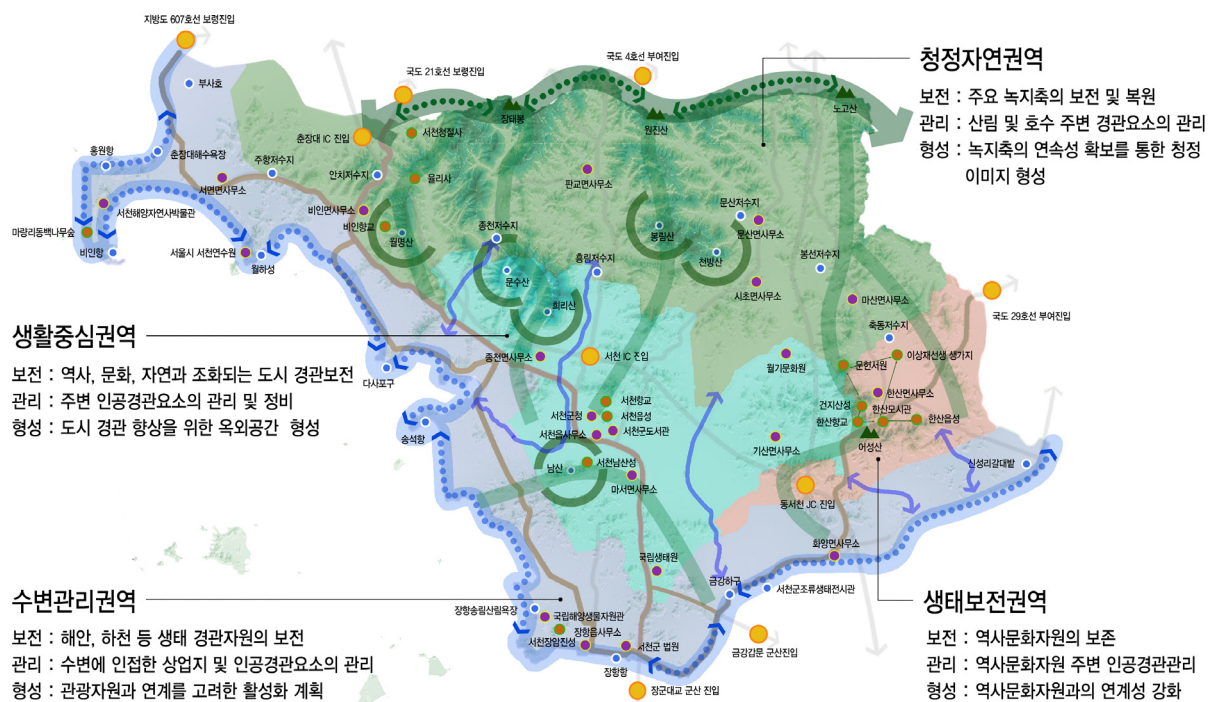 지방도 607호선 보령진입
부사호
국도 21호선 보령진입
국도 4호선 부여진입
청정자연권역
보전 : 주요 녹지축의 보전 및 복원
관리 : 산림 및 호수 주변 경관요소의 관리
형성 : 녹지축의 연속성 확보를 통한 청정
이미지 형성
장태봉
원진산
노고산
춘장대 IC 진입
서천청절사
홍원항
춘장대해수욕장
주항저수지
안치저수지
율리사
판교면사무소
서면면사무소
서천해양자연사박물관
비인면사무소
비인향교
월명산
종천저수지
봉림산
문산저수지
문산면사무소
마량리동백나무숲
비인항
서울시 서천연수원
월하성
문수산
흥림저수지
천방산
봉선저수지
희리산
시초면사무소
마산면사무소
국도 29호선 부여진입
생활중심권역
보전 : 역사, 문화, 자연과 조화되는 도시 경관보전
관리 : 주변 인공경관요소의 관리 및 정비
형성 : 도시 경관 향상을 위한 옥외공간 형성
축동저수지
종천면사무소
서천 IC 진입
월기문화원
문헌서원
이상재선생 생가지
다사포구
한산면사무소
서천향교
건지산성
한산모시관
서천군청
서천읍성
한산향교
한산읍성
송석항
서천읍사무소
서천군도서관
기산면사무소
어성산
남산
서천남산성
마서면사무소
신성리갈대밭
동서천 JC 진입
화양면사무소
국립생태원
금강하구
서천군조류생태전시관
수변관리권역
보전 : 해안, 하천 등 생태 경관자원의 보전
관리 : 수변에 인접한 상업지 및 인공경관요소의 관리
형성 : 관광자원과 연계를 고려한 활성화 계획
장항송림산림욕장
국립해양생물자원관
서천장암진성
장항읍사무소
서천군 법원
장항항
금강갑문 군산진입
장군대교 군산 진입
생태보전권역
보전 : 역사문화자원의 보존
관리 : 역사문화자원 주변 인공경관관리
형성 : 역사문화자원과의 연계성 강화